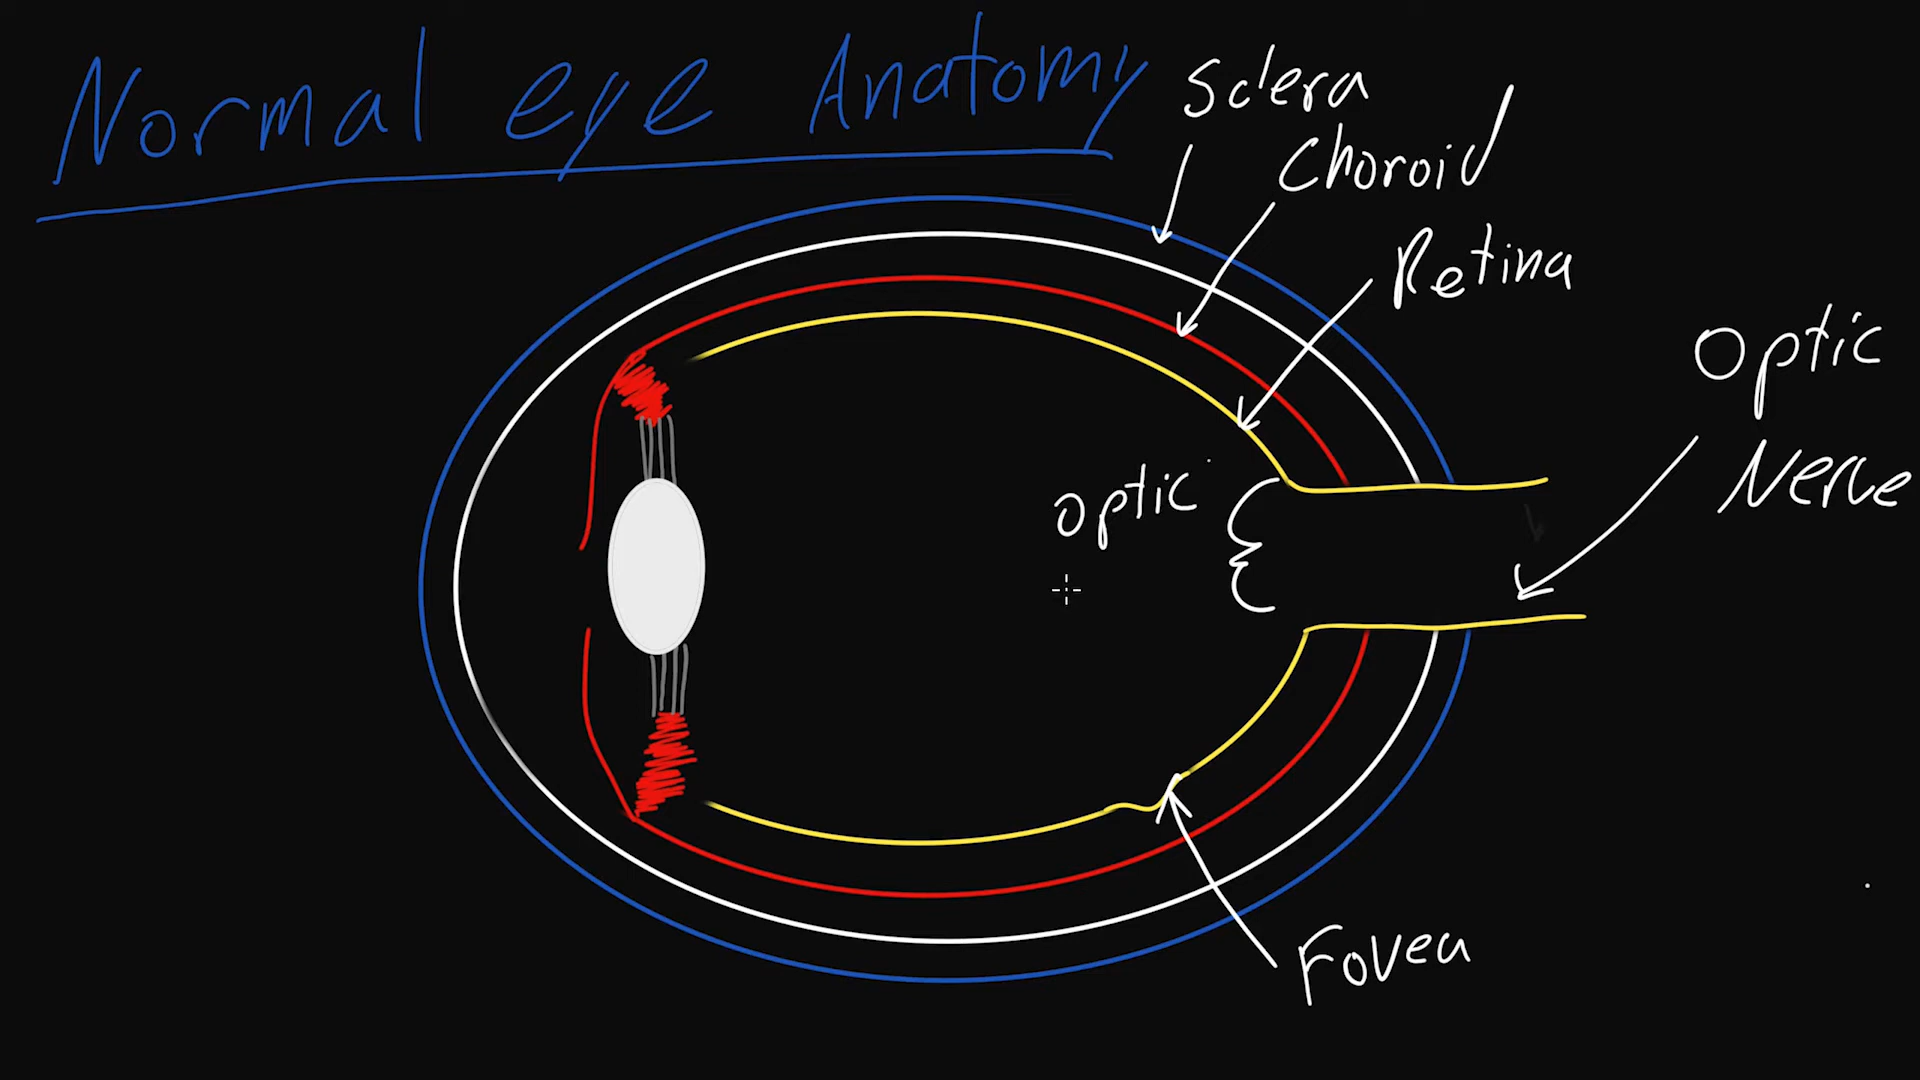 Normal eye Anatomy
Sclera
Choroid
Retina
Optic
Nerve
optic
Fovea